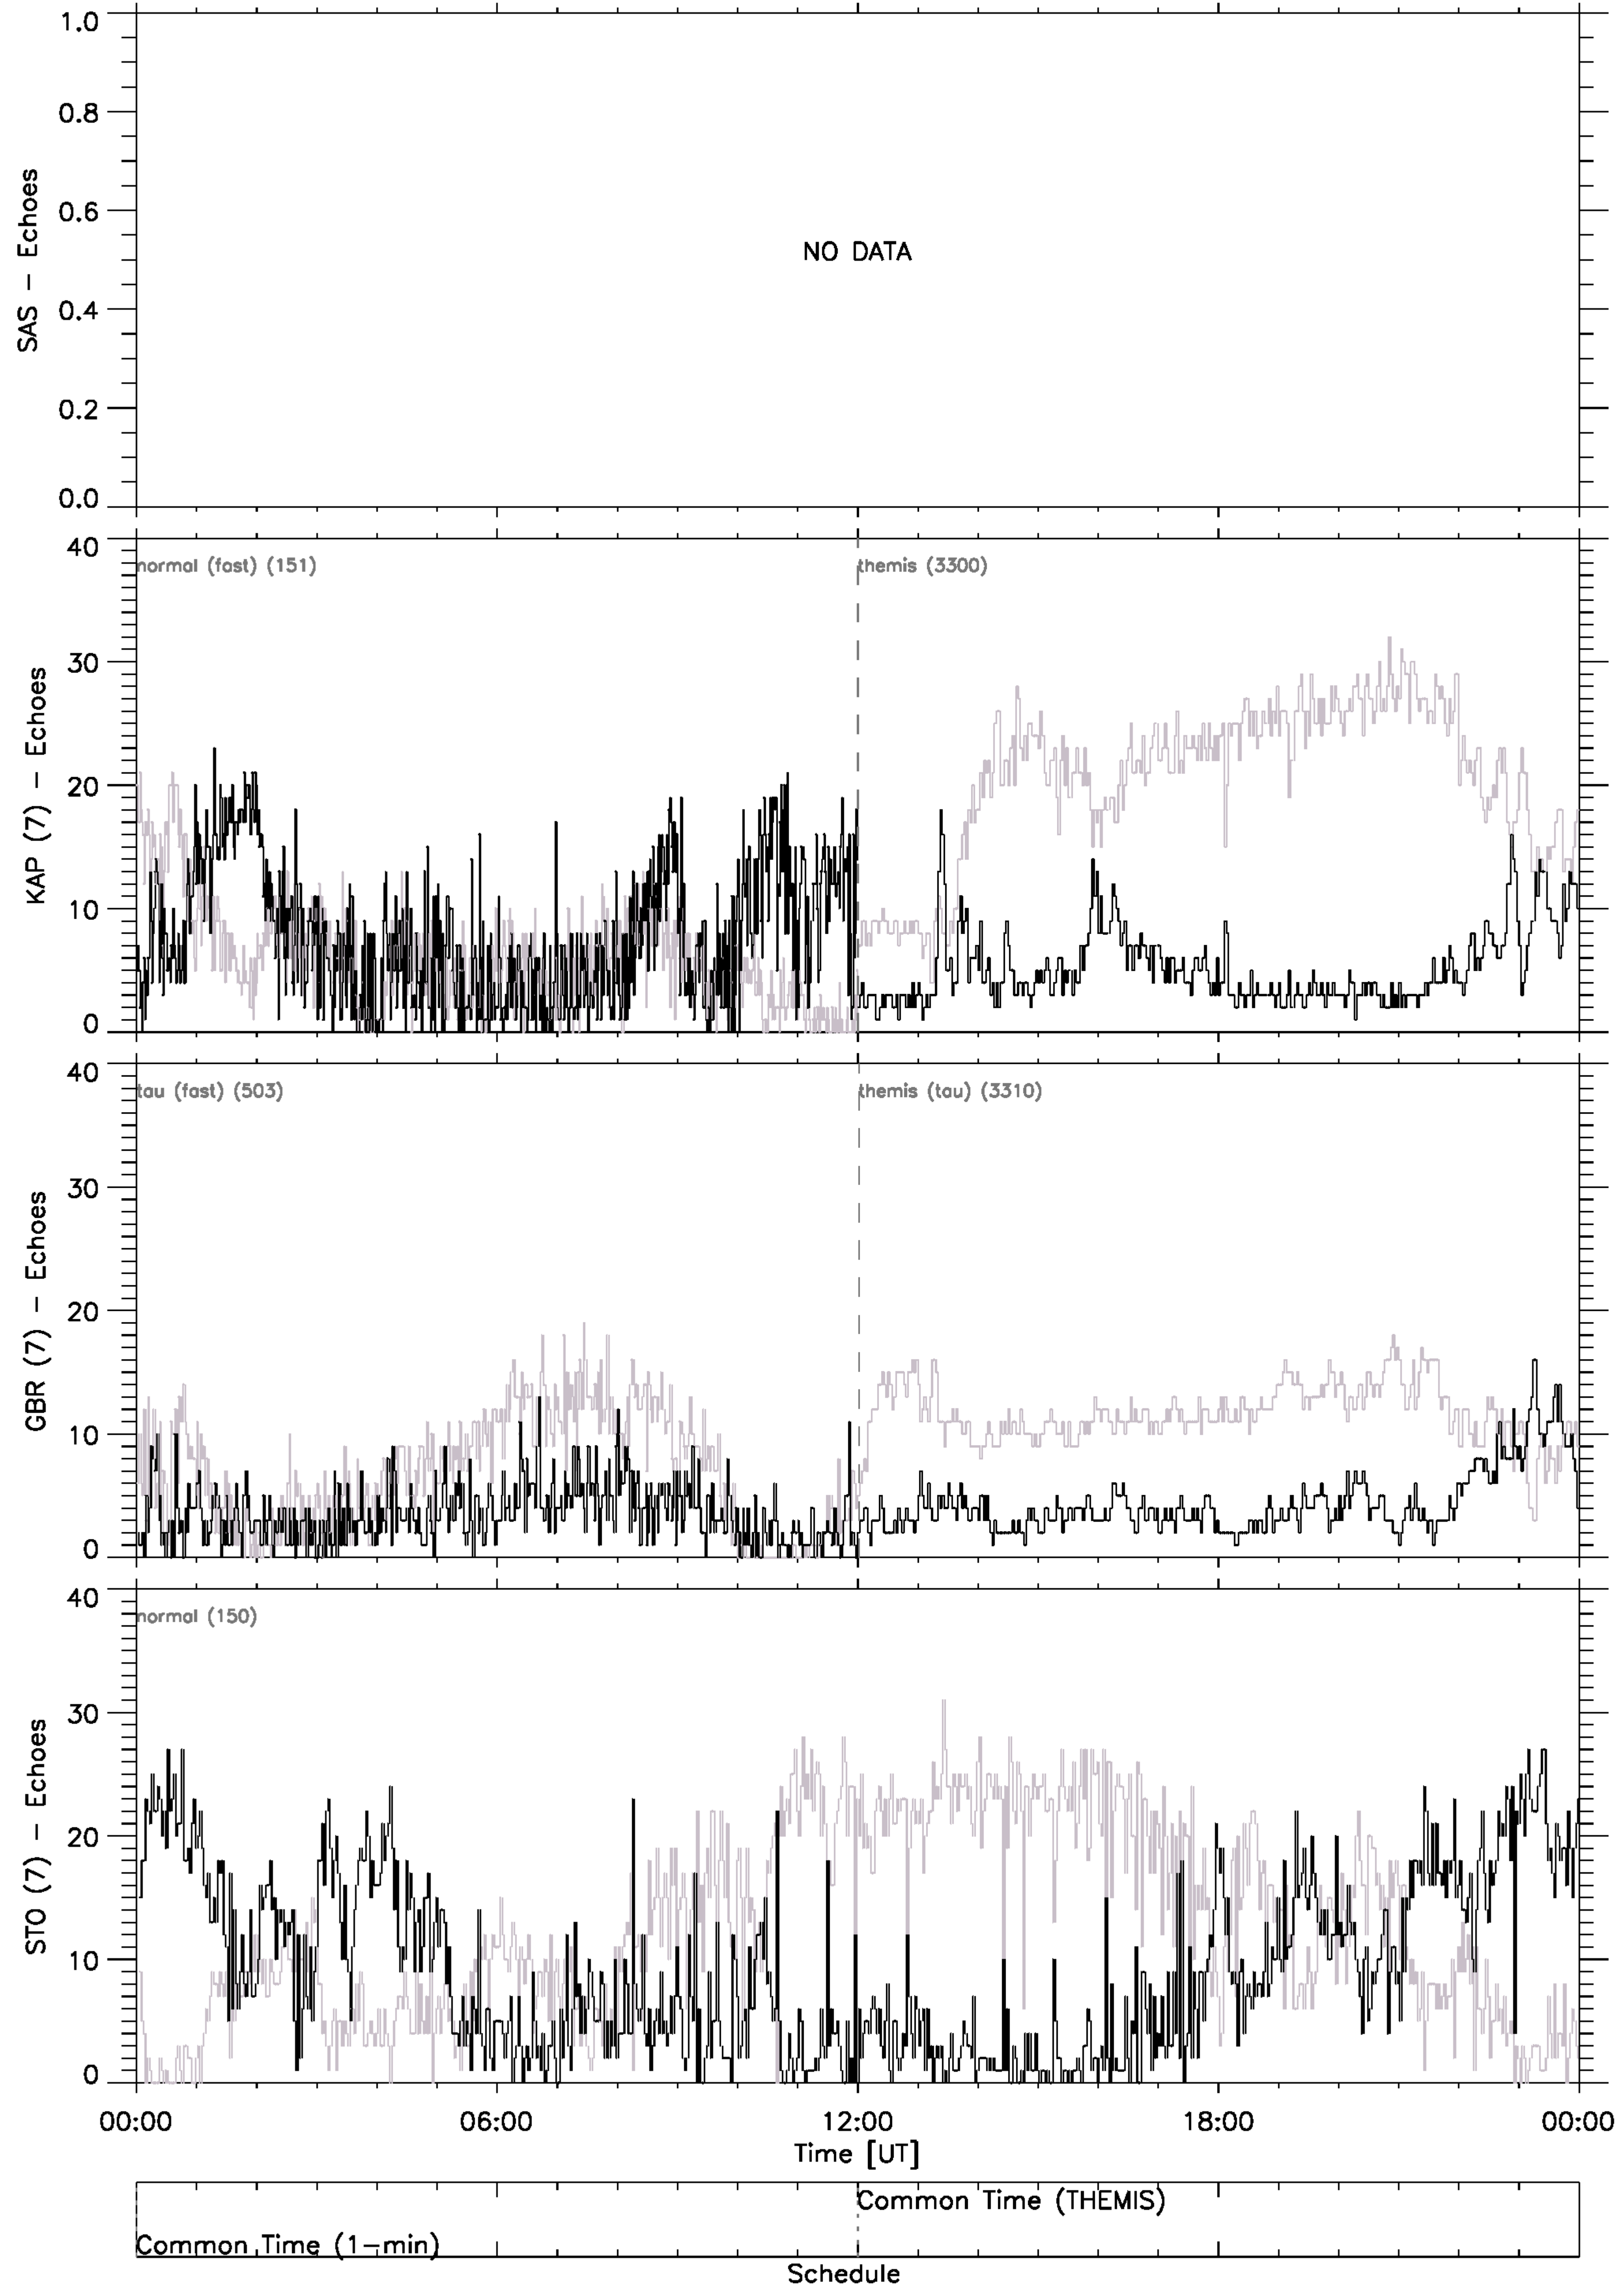 1.0
0.8
0.6
0.4
0.2
0.0
SAS – Echoes
NO DATA
40
30
20
10
0
KAP (7) – Echoes
normal (fast) (151)
themis (3300)
40
30
20
10
0
GBR (7) – Echoes
tau (fast) (503)
themis (tau) (3310)
40
30
20
10
0
STO (7) – Echoes
normal (150)
00:00 06:00 12:00 18:00 00:00
Time [UT]
Common Time (THEMIS)
Common Time (1–min)
Schedule